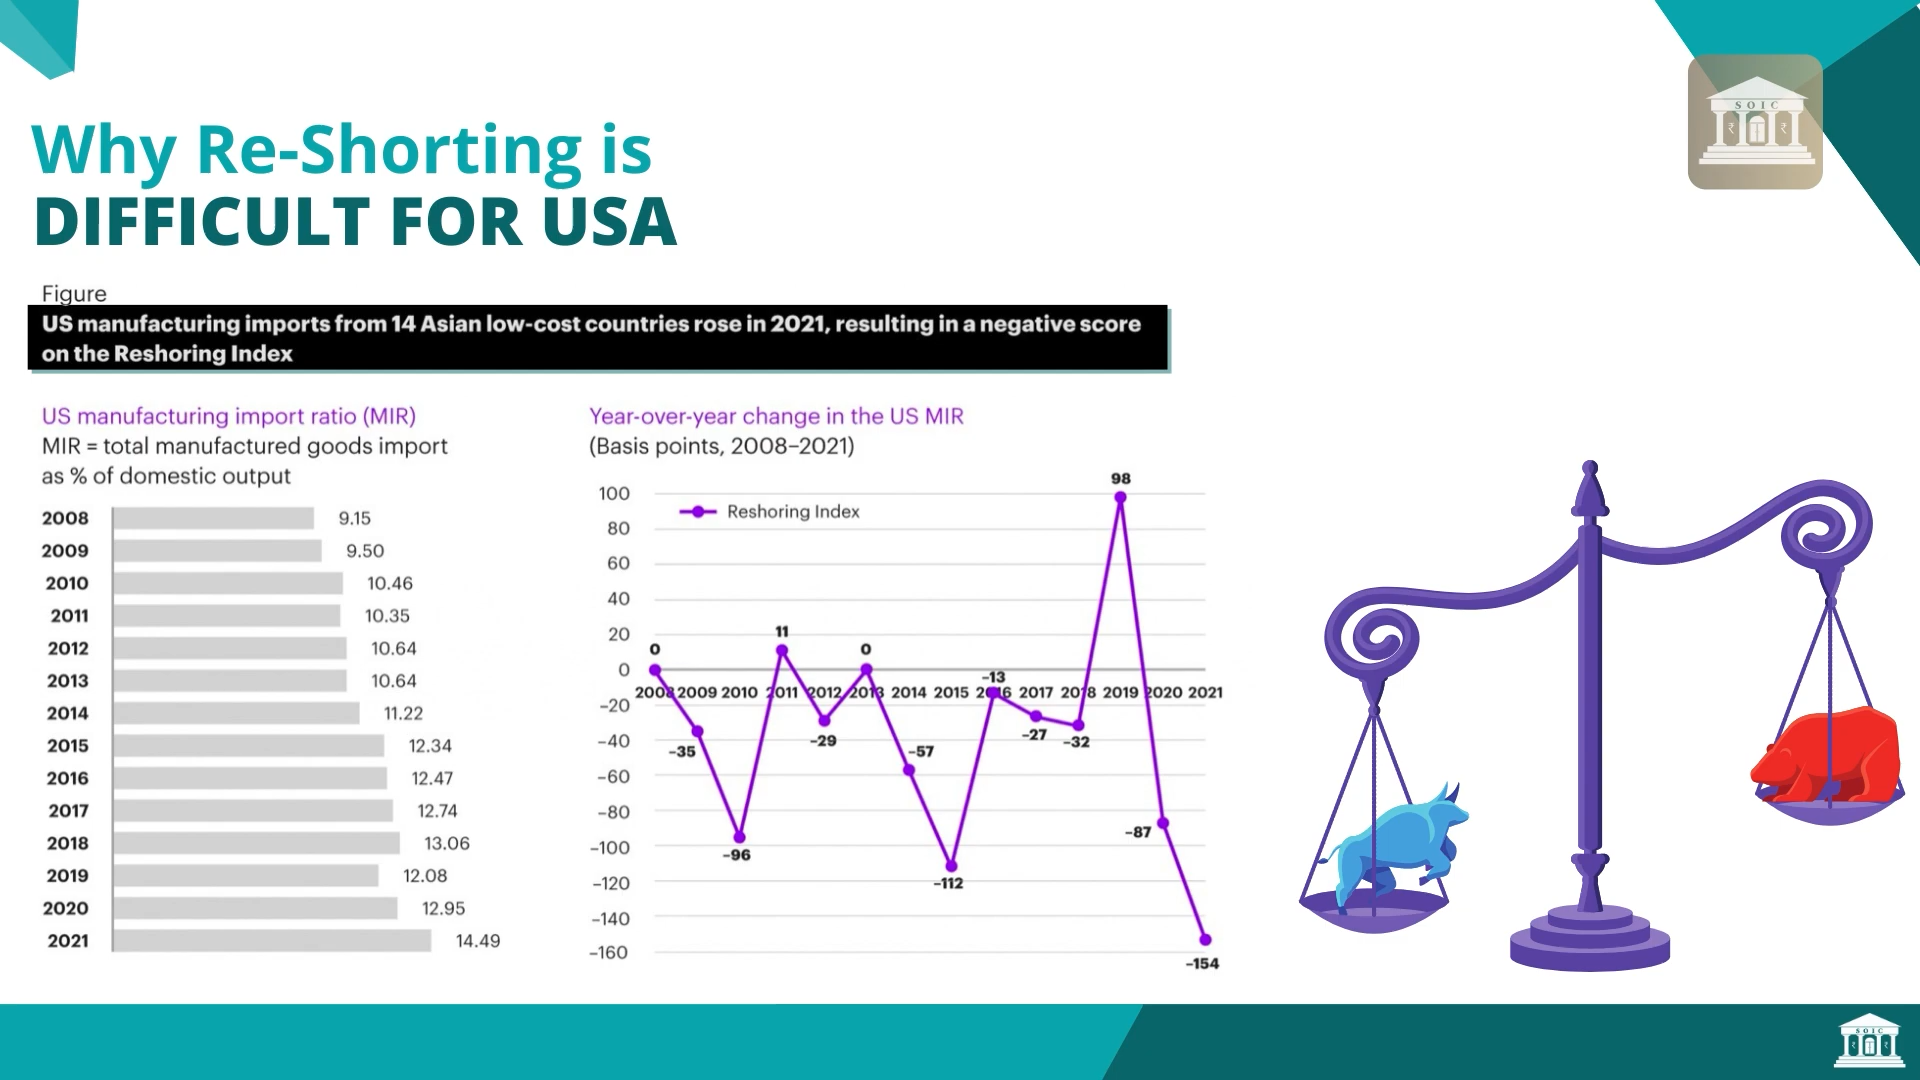 SOIC
Why Re-Shorting is
DIFFICULT FOR USA
Figure
US manufacturing imports from 14 Asian low-cost countries rose in 2021, resulting in a negative score
on the Reshoring Index
US manufacturing import ratio (MIR)
MIR = total manufactured goods import
as % of domestic output
2008 9.15
2009 9.50
2010 10.46
2011 10.35
2012 10.64
2013 10.64
2014 11.22
2015 12.34
2016 12.47
2017 12.74
2018 13.06
2019 12.08
2020 12.95
2021 14.49
Year-over-year change in the US MIR
(Basis points, 2008–2021)
98
100
Reshoring Index
80
60
40
20
11
0 0
0
-13
2008 2009 2010 2011 2012 2013 2014 2015 2016 2017 2018 2019 2020 2021
-20
-27
-29 -32
-40
-35 -57
-60
-80
-87
-100
-96
-120
-112
-140
-160
-154
SOIC